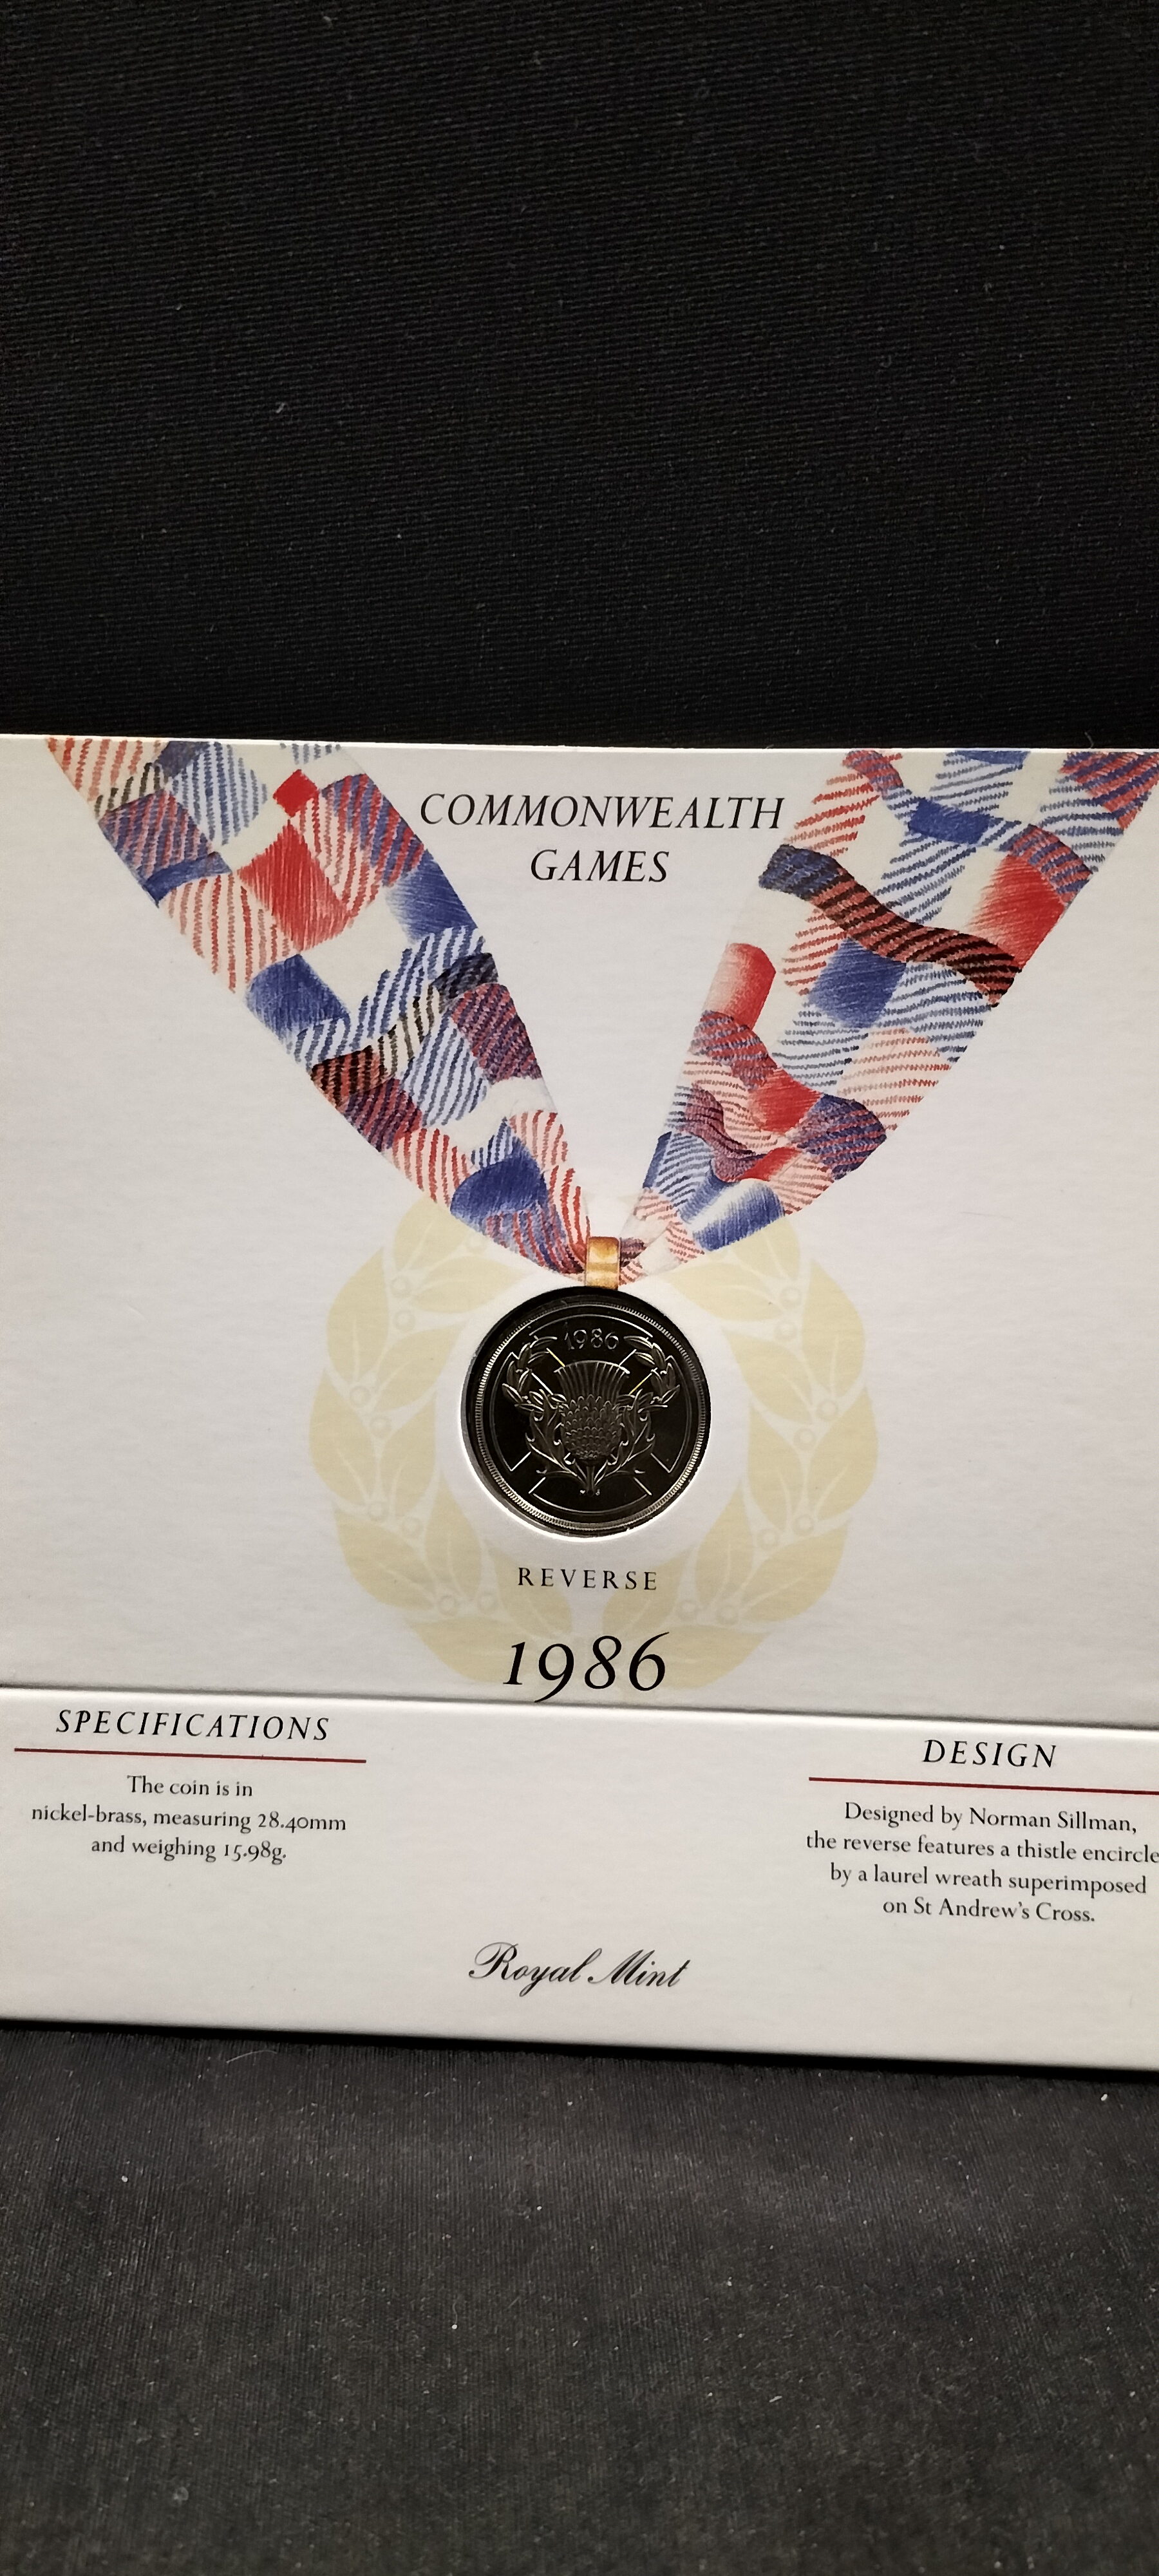 COMMONWEALTH
GAMES
1986
REVERSE
1986
SPECIFICATIONS
The coin is in
nickel-brass, measuring 28.40mm
and weighing 15.98g.
DESIGN
Designed by Norman Sillman,
the reverse features a thistle encircle
by a laurel wreath superimposed
on St Andrew's Cross.
Royal Mint